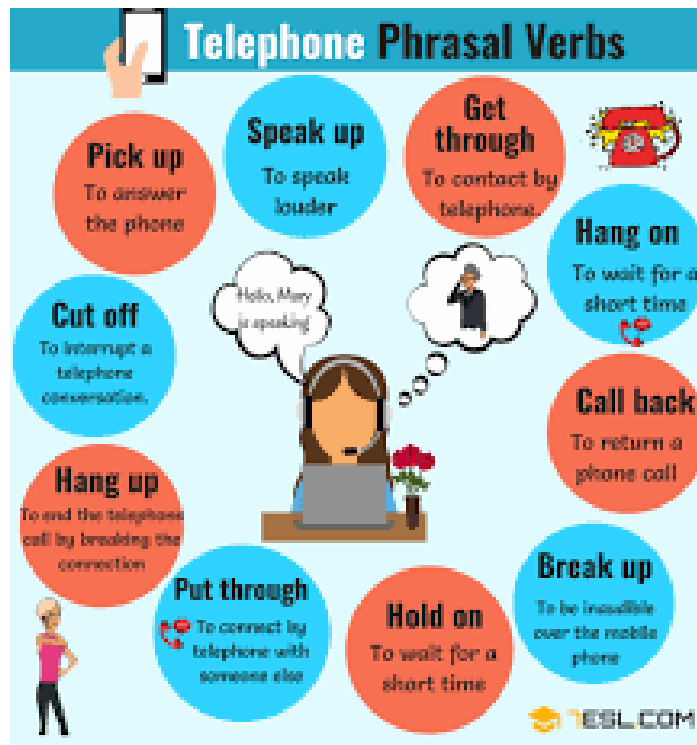 Telephone Phrasal Verbs
Pick up
To answer
the phone
Speak up
To speak
louder
Get
through
To contact by
telephone.
Hang on
To wait for a
short time
Cut off
To interrupt a
telephone
conversation.
Hello, Mary
is speaking!
Call back
To return a
phone call
Hang up
To end the telephone
call by breaking the
connection
Put through
To connect by
telephone with
someone else
Hold on
To wait for a
short time
Break up
To be inaudible
over the mobile
phone
7ESL.COM